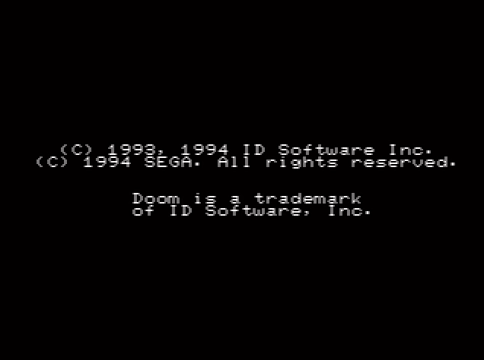 (C) 1993, 1994 ID Software Inc.
(C) 1994 SEGA. All rights reserved.
Doom is a trademark
of ID Software, Inc.